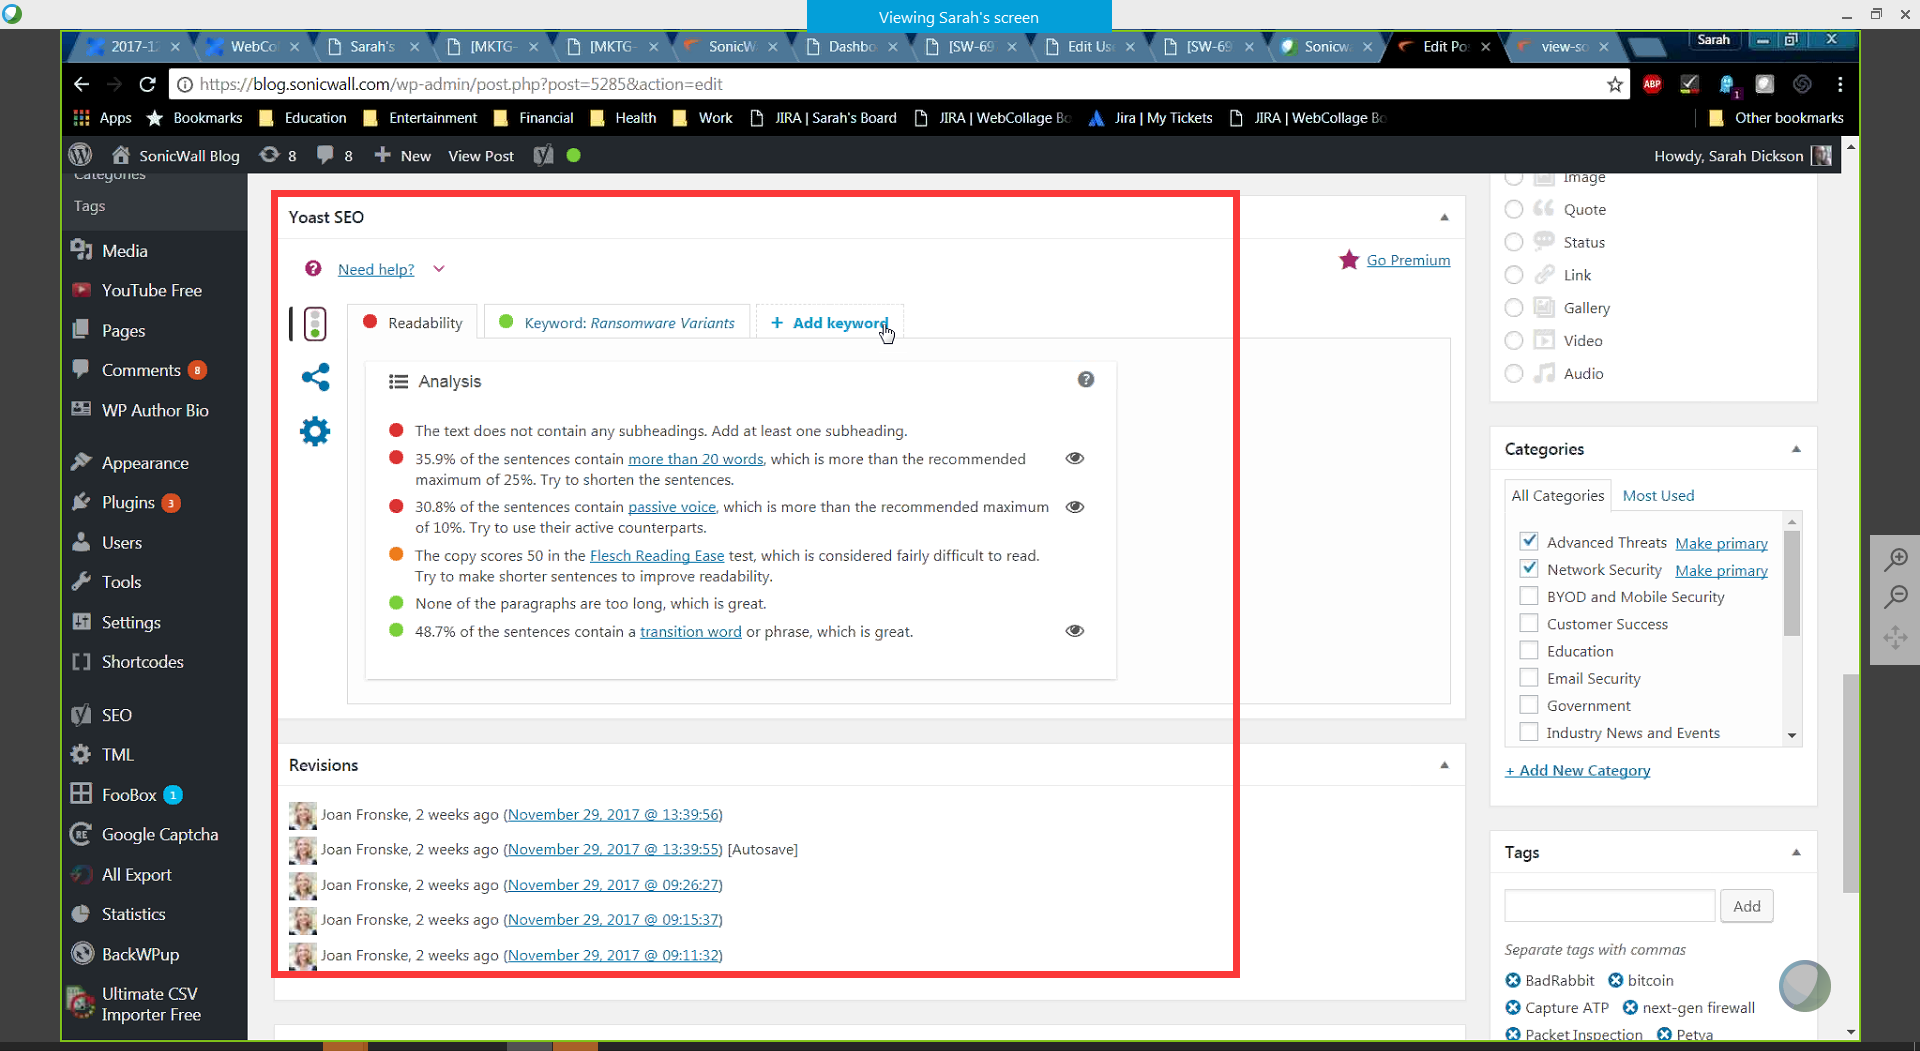 Viewing Sarah's screen
2017-12 WebCol Sarah's [MKTG- [MKTG- SonicW Dashbo [SW-69 Edit Use [SW-69 Sonicw Edit Po view-so Sarah
https://blog.sonicwall.com/wp-admin/post.php?post=5285&action=edit
ABP
1
Apps Bookmarks Education Entertainment Financial Health Work JIRA | Sarah's Board JIRA | WebCollage Bo Jira | My Tickets JIRA | WebCollage Bo Other bookmarks
SonicWall Blog 8 8 New View Post Howdy, Sarah Dickson
Categories
Tags
Media
YouTube Free
Pages
Comments 8
WP Author Bio
Appearance
Plugins 3
Users
Tools
Settings
Shortcodes
SEO
TML
FooBox 1
Google Captcha
All Export
Statistics
BackWPup
Ultimate CSV
Importer Free
Yoast SEO
Need help?
Go Premium
Readability Keyword: Ransomware Variants + Add keyword
Analysis
The text does not contain any subheadings. Add at least one subheading.
35.9% of the sentences contain more than 20 words, which is more than the recommended
maximum of 25%. Try to shorten the sentences.
30.8% of the sentences contain passive voice, which is more than the recommended maximum
of 10%. Try to use their active counterparts.
The copy scores 50 in the Flesch Reading Ease test, which is considered fairly difficult to read.
Try to make shorter sentences to improve readability.
None of the paragraphs are too long, which is great.
48.7% of the sentences contain a transition word or phrase, which is great.
Revisions
Joan Fronske, 2 weeks ago (November 29, 2017 @ 13:39:56)
Joan Fronske, 2 weeks ago (November 29, 2017 @ 13:39:55) [Autosave]
Joan Fronske, 2 weeks ago (November 29, 2017 @ 09:26:27)
Joan Fronske, 2 weeks ago (November 29, 2017 @ 09:15:37)
Joan Fronske, 2 weeks ago (November 29, 2017 @ 09:11:32)
Image
Quote
Status
Link
Gallery
Video
Audio
Categories
All Categories Most Used
Advanced Threats Make primary
Network Security Make primary
BYOD and Mobile Security
Customer Success
Education
Email Security
Government
Industry News and Events
+ Add New Category
Tags
Add
Separate tags with commas
BadRabbit bitcoin
Capture ATP next-gen firewall
Packet Inspection Petya